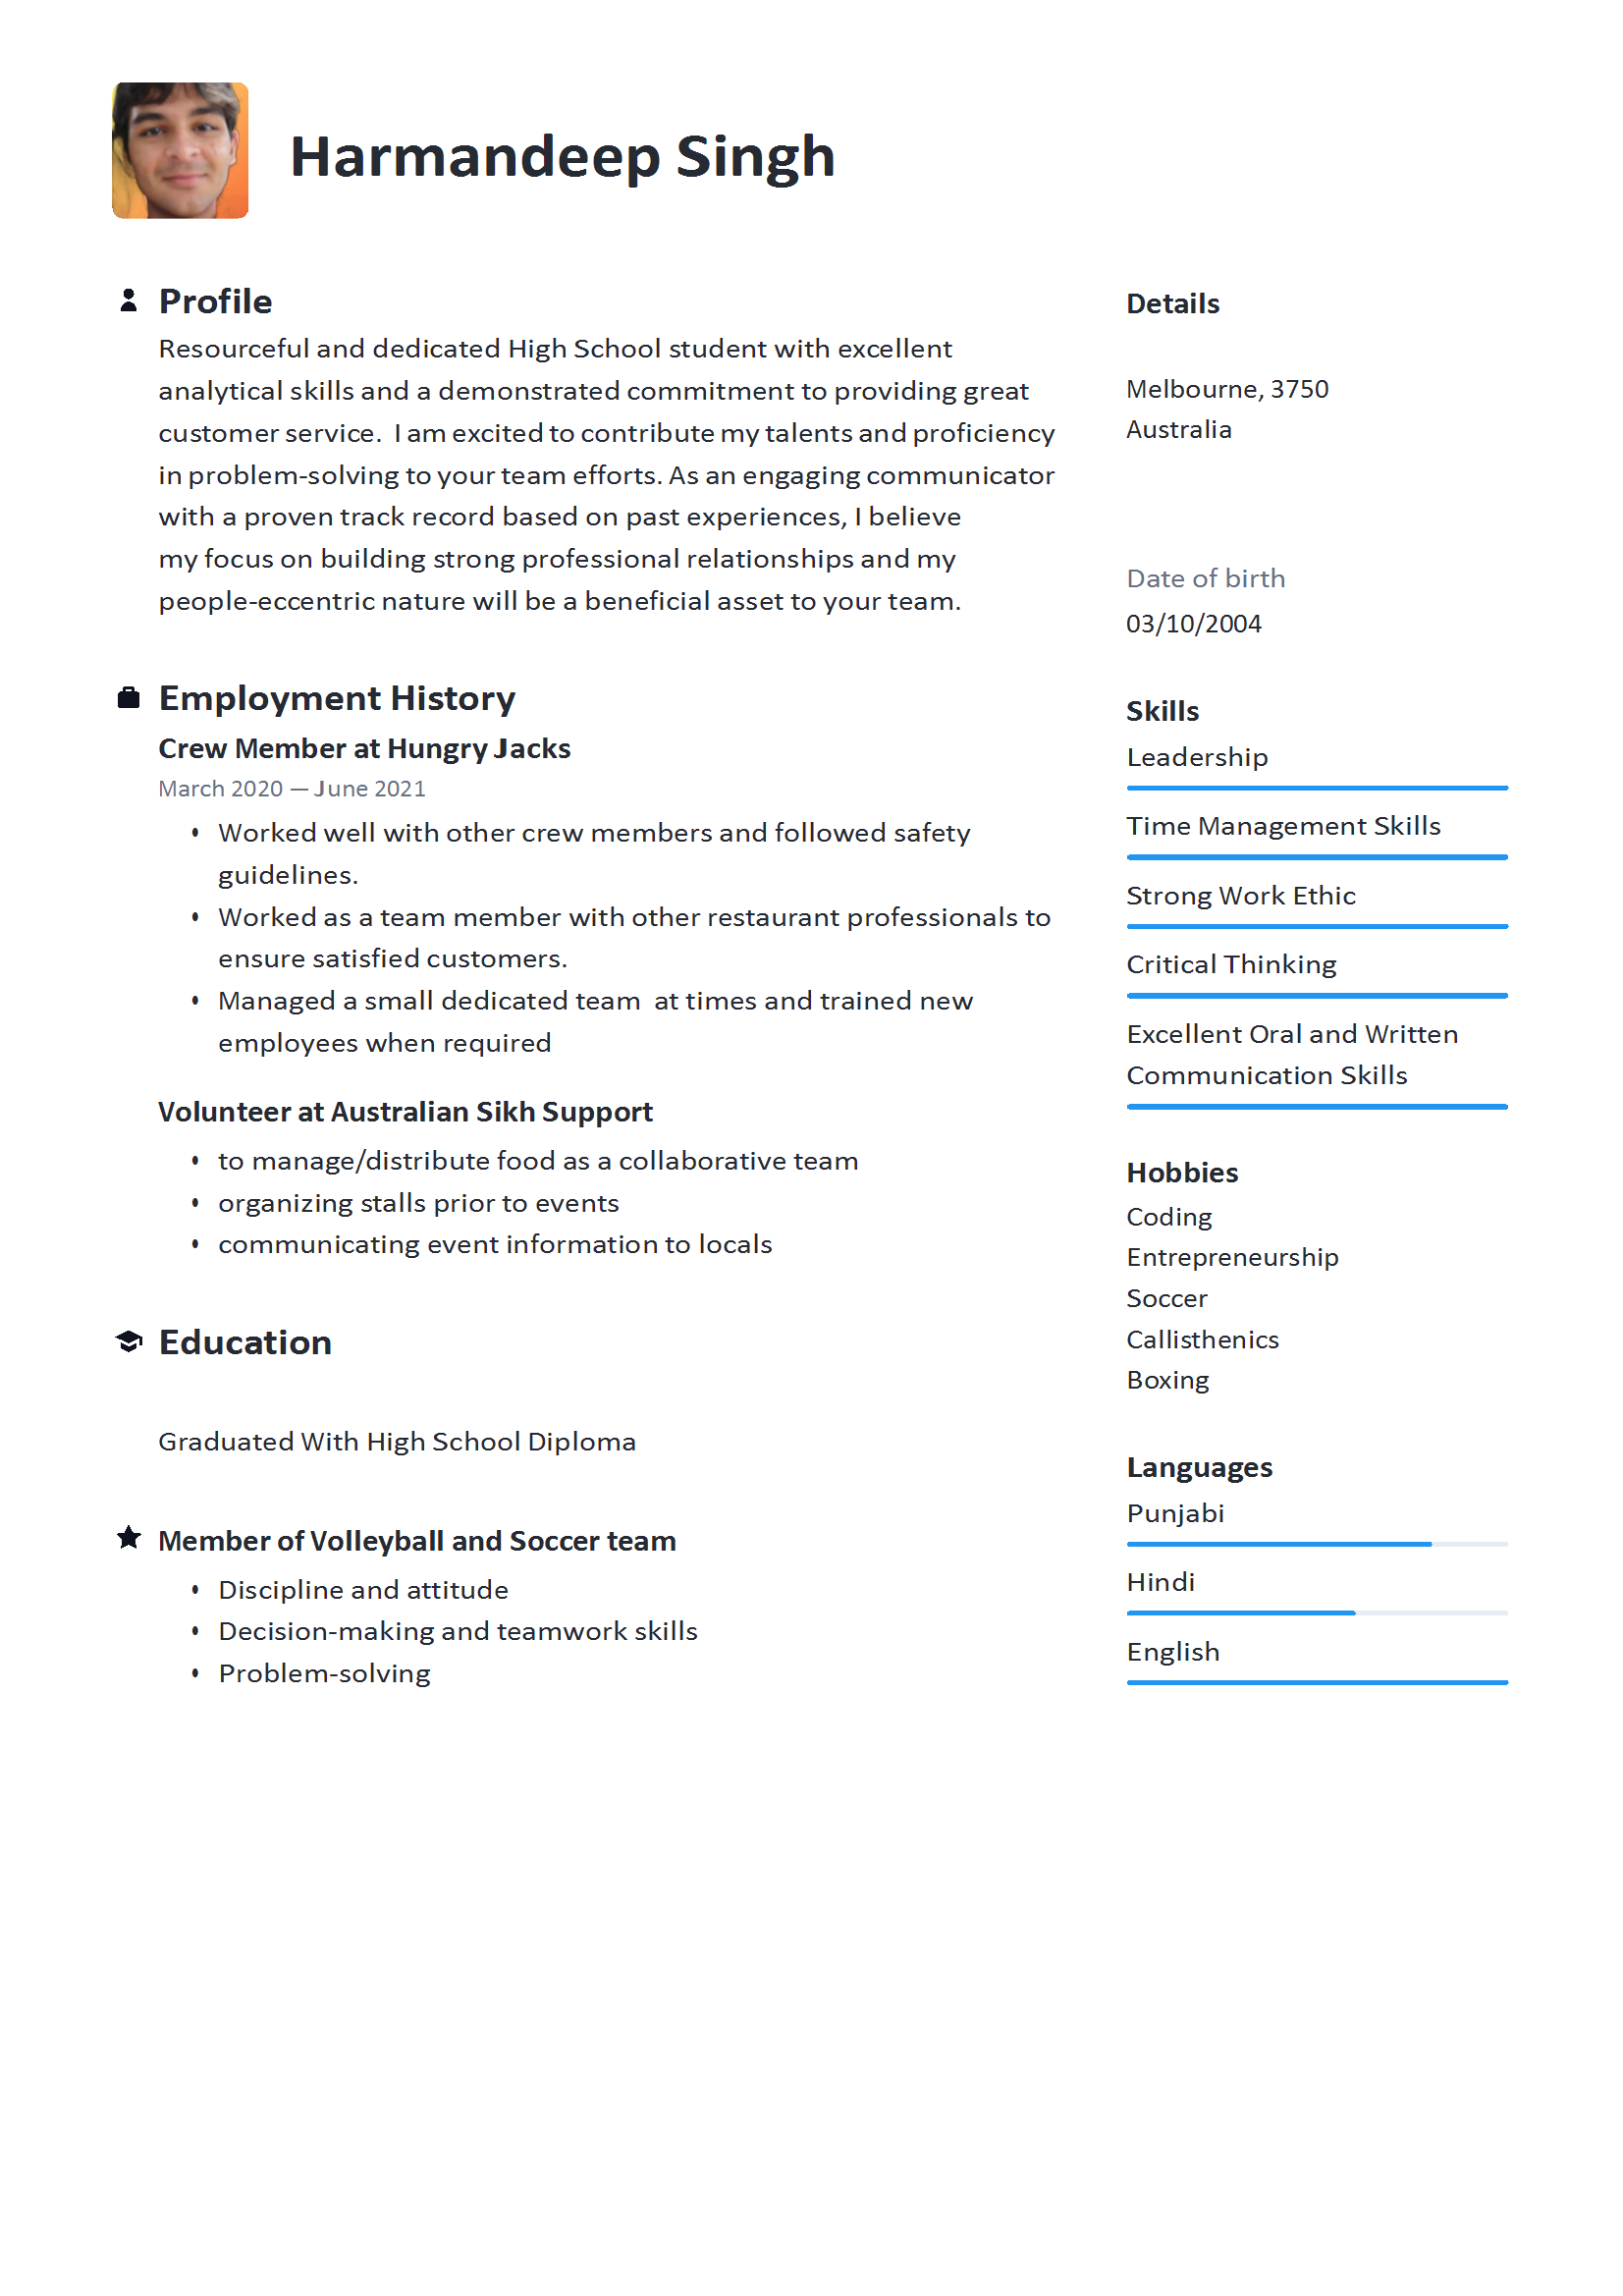 Harmandeep Singh
Profile
Resourceful and dedicated High School student with excellent
analytical skills and a demonstrated commitment to providing great
customer service.  I am excited to contribute my talents and proficiency
in problem-solving to your team efforts. As an engaging communicator
with a proven track record based on past experiences, I believe
my focus on building strong professional relationships and my
people-eccentric nature will be a beneficial asset to your team.
Employment History
Crew Member at Hungry Jacks
March 2020 — June 2021
• Worked well with other crew members and followed safety
guidelines.
• Worked as a team member with other restaurant professionals to
ensure satisfied customers.
• Managed a small dedicated team  at times and trained new
employees when required
Volunteer at Australian Sikh Support
• to manage/distribute food as a collaborative team
• organizing stalls prior to events
• communicating event information to locals
Education
Graduated With High School Diploma
Member of Volleyball and Soccer team
• Discipline and attitude
• Decision-making and teamwork skills
• Problem-solving
Details
Melbourne, 3750
Australia
Date of birth
03/10/2004
Skills
Leadership
Time Management Skills
Strong Work Ethic
Critical Thinking
Excellent Oral and Written
Communication Skills
Hobbies
Coding
Entrepreneurship
Soccer
Callisthenics
Boxing
Languages
Punjabi
Hindi
English